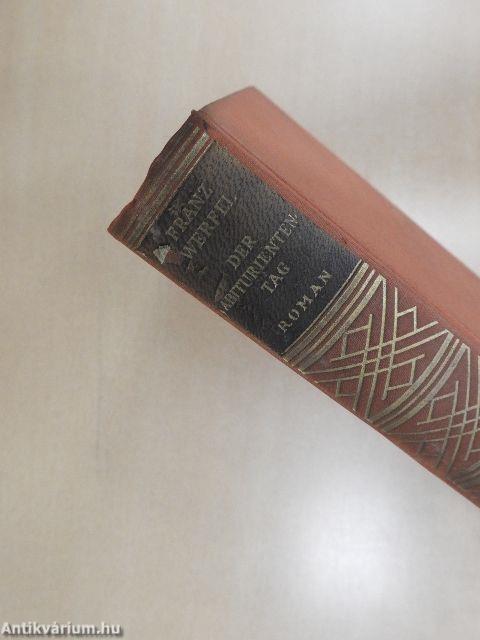 FRANZ
WERFEL
DER
ABITURIENTEN
TAG
ROMAN
Antikvárium.hu